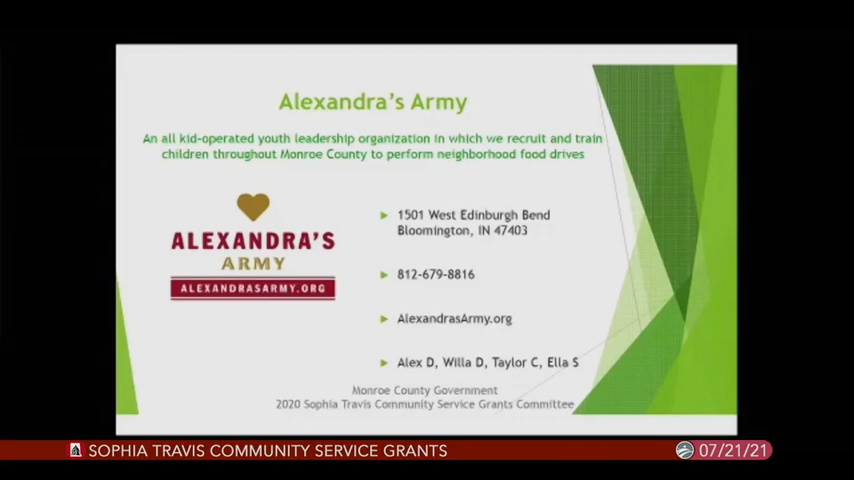 Alexandra's Army
An all kid-operated youth leadership organization in which we recruit and train
children throughout Monroe County to perform neighborhood food drives
ALEXANDRA'S
ARMY
ALEXANDRASARMY.ORG
1501 West Edinburgh Bend
Bloomington, IN 47403
812-679-8816
AlexandrasArmy.org
Alex D, Willa D, Taylor C, Ella S
Monroe County Government
2020 Sophia Travis Community Service Grants Committee
SOPHIA TRAVIS COMMUNITY SERVICE GRANTS
07/21/21